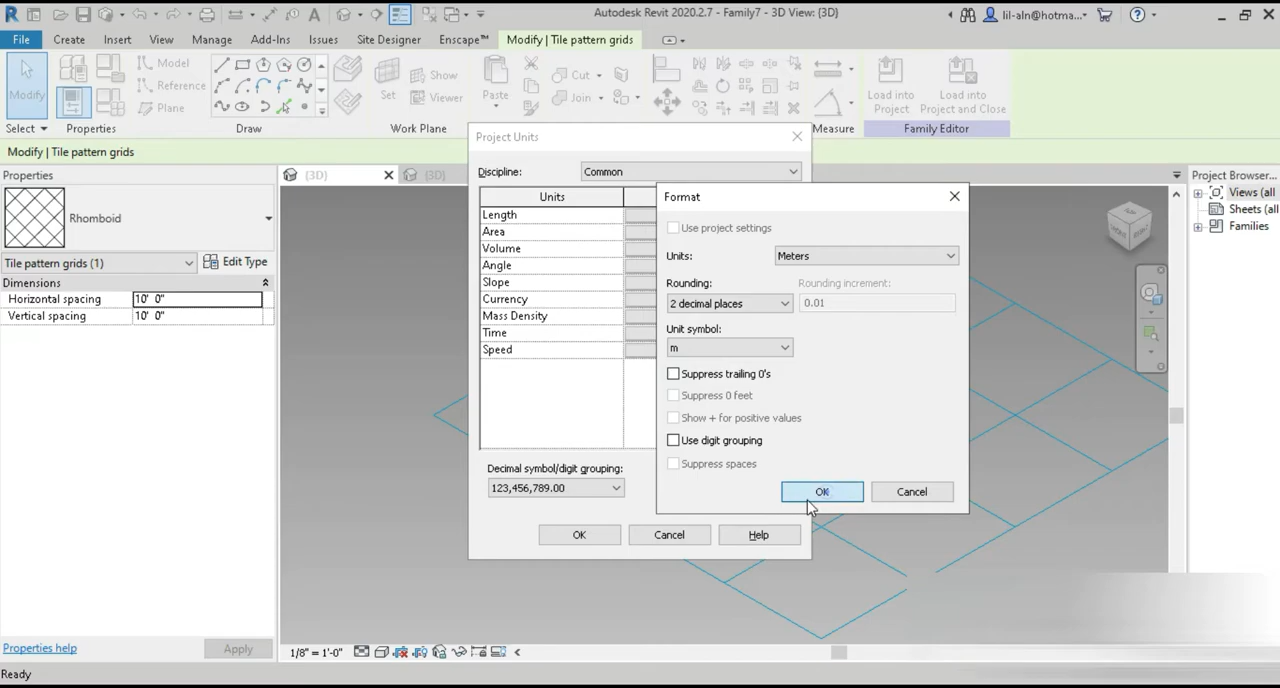 Autodesk Revit 2020.2.7 - Family7 - 3D View: {3D}
lil-aln@hotma...
File Create Insert View Manage Add-Ins Issues Site Designer Enscape™ Modify | Tile pattern grids
Modify
Model
Reference
Plane
Set
Show
Viewer
Paste
Cut
Join
Load into
Project
Load into
Project and Close
Select Properties Draw Work Plane Measure Family Editor
Modify | Tile pattern grids
Properties
{3D}
{3D}
Project Browser...
Rhomboid
Tile pattern grids (1)
Edit Type
Dimensions
Horizontal spacing 10' 0"
Vertical spacing 10' 0"
Properties help
Apply
Views (all
Sheets (all
Families
Project Units
Discipline: Common
Units
Length
Area
Volume
Angle
Slope
Currency
Mass Density
Time
Speed
Decimal symbol/digit grouping:
123,456,789.00
OK Cancel Help
Format
Use project settings
Units: Meters
Rounding: Rounding increment:
2 decimal places 0.01
Unit symbol:
m
Suppress trailing 0's
Suppress 0 feet
Show + for positive values
Use digit grouping
Suppress spaces
OK Cancel
1/8" = 1'-0"
Ready